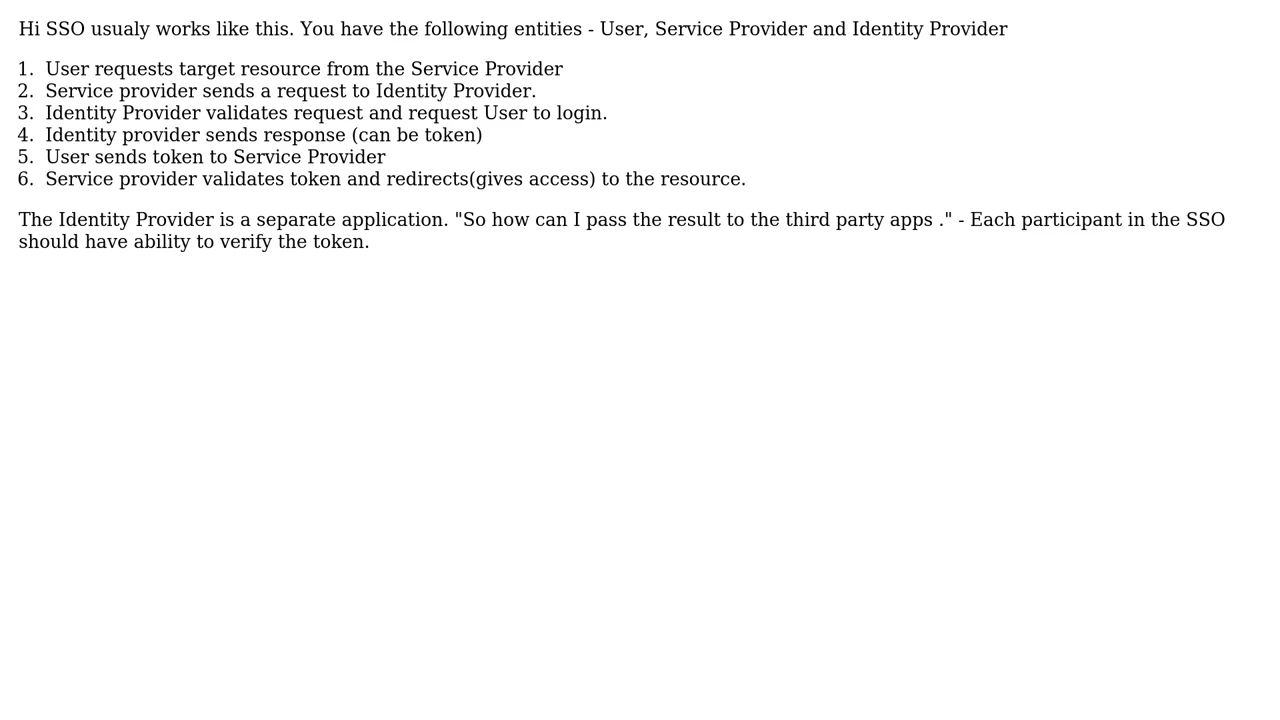 Hi SSO usualy works like this. You have the following entities - User, Service Provider and Identity Provider
1. User requests target resource from the Service Provider
2. Service provider sends a request to Identity Provider.
3. Identity Provider validates request and request User to login.
4. Identity provider sends response (can be token)
5. User sends token to Service Provider
6. Service provider validates token and redirects(gives access) to the resource.
The Identity Provider is a separate application. "So how can I pass the result to the third party apps ." - Each participant in the SSO
should have ability to verify the token.